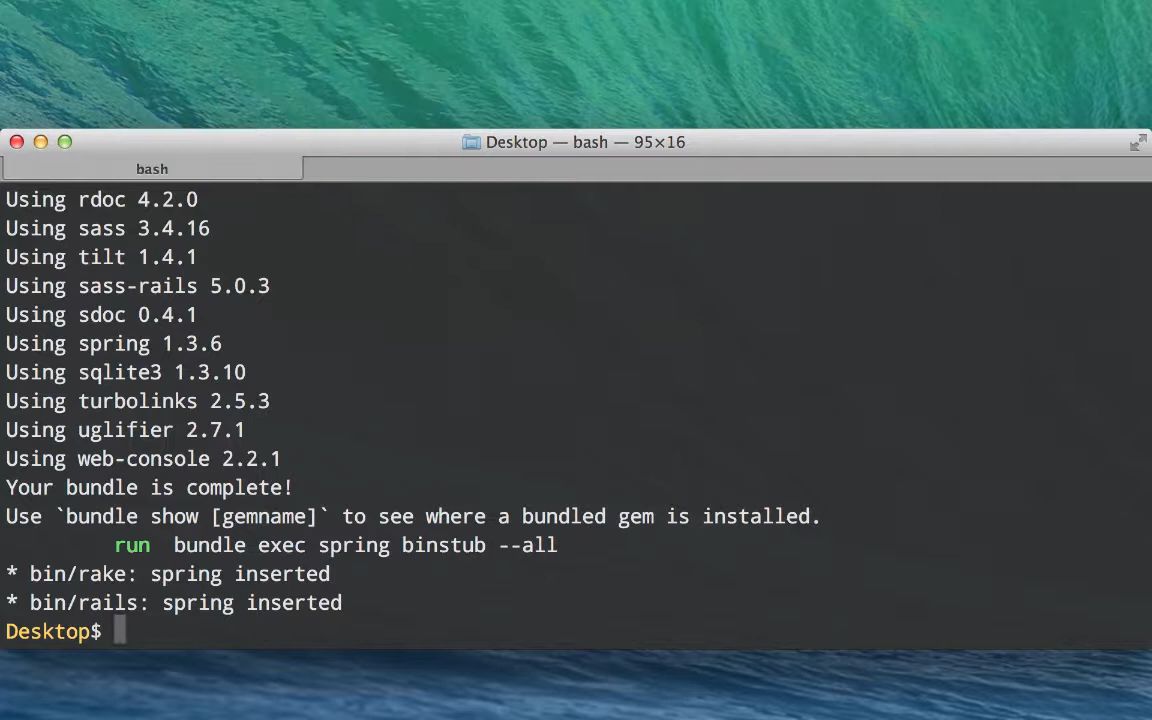 Desktop — bash — 95×16
bash
Using rdoc 4.2.0
Using sass 3.4.16
Using tilt 1.4.1
Using sass-rails 5.0.3
Using sdoc 0.4.1
Using spring 1.3.6
Using sqlite3 1.3.10
Using turbolinks 2.5.3
Using uglifier 2.7.1
Using web-console 2.2.1
Your bundle is complete!
Use `bundle show [gemname]` to see where a bundled gem is installed.
run  bundle exec spring binstub --all
* bin/rake: spring inserted
* bin/rails: spring inserted
Desktop$